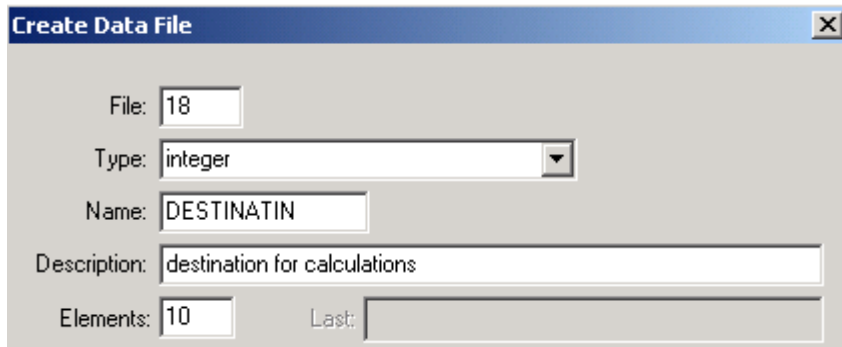 Create Data File
File: 18
Type: integer
Name: DESTINATIN
Description: destination for calculations
Elements: 10 Last: